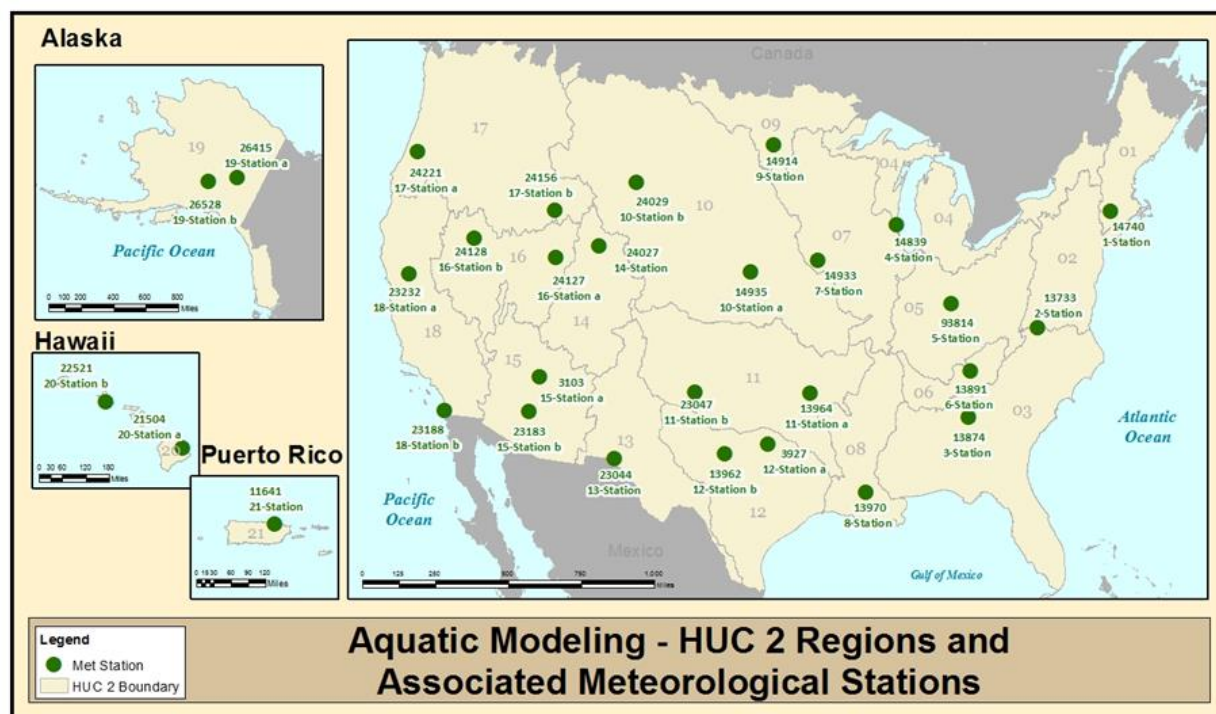 Alaska
19
26415
19-Station a
26528
19-Station b
Pacific Ocean
0 100 200 400 600 800
Miles
Hawaii
22521
20-Station b
21504
20-Station a
20
0 30 60 90 120 180
Miles
Puerto Rico
11641
21-Station
21
0 15 30 60 90 120
Miles
Canada
17
09
04
01
24221
17-Station a
24156
17-Station b
24029
10-Station b
14914
9-Station
10
07
04
14740
1-Station
24128
16-Station b
16
24127
16-Station a
24027
14-Station
14839
4-Station
02
23232
18-Station a
14935
10-Station a
14933
7-Station
05
93814
5-Station
13733
2-Station
18
14
15
3103
15-Station a
11
06
13891
6-Station
03
23188
18-Station b
23183
15-Station b
23047
11-Station b
13964
11-Station a
13874
3-Station
Atlantic
Ocean
13
23044
13-Station
13962
12-Station b
3927
12-Station a
08
Pacific
Ocean
12
13970
8-Station
Mexico
Gulf of Mexico
Miles
Legend
Met Station
HUC 2 Boundary
Aquatic Modeling - HUC 2 Regions and
Associated Meteorological Stations